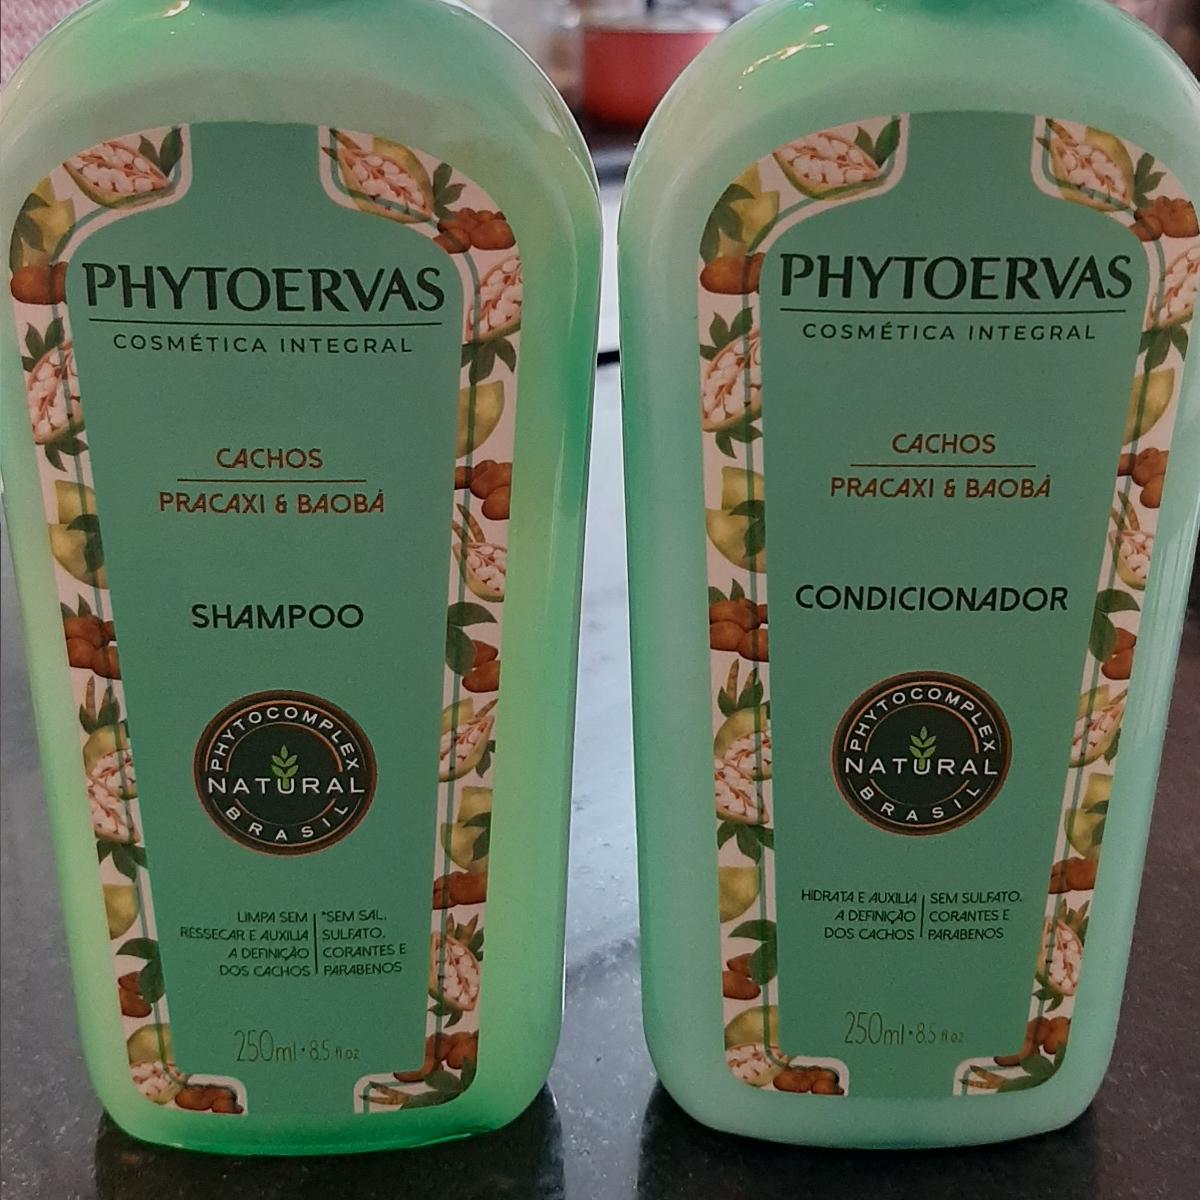 PHYTOERVAS
COSMÉTICA INTEGRAL
CACHOS
PRACAXI & BAOBÁ
SHAMPOO
PHYTOCOMPLEX
NATURAL
BRASIL
LIMPA SEM
RESSECAR E AUXILIA
A DEFINIÇÃO
DOS CACHOS
*SEM SAL,
SULFATO,
CORANTES E
PARABENOS
250ml • 8.5 fl oz
PHYTOERVAS
COSMÉTICA INTEGRAL
CACHOS
PRACAXI & BAOBÁ
CONDICIONADOR
PHYTOCOMPLEX
NATURAL
BRASIL
HIDRATA E AUXILIA
A DEFINIÇÃO
DOS CACHOS
SEM SULFATO,
CORANTES E
PARABENOS
250ml • 8.5 fl oz